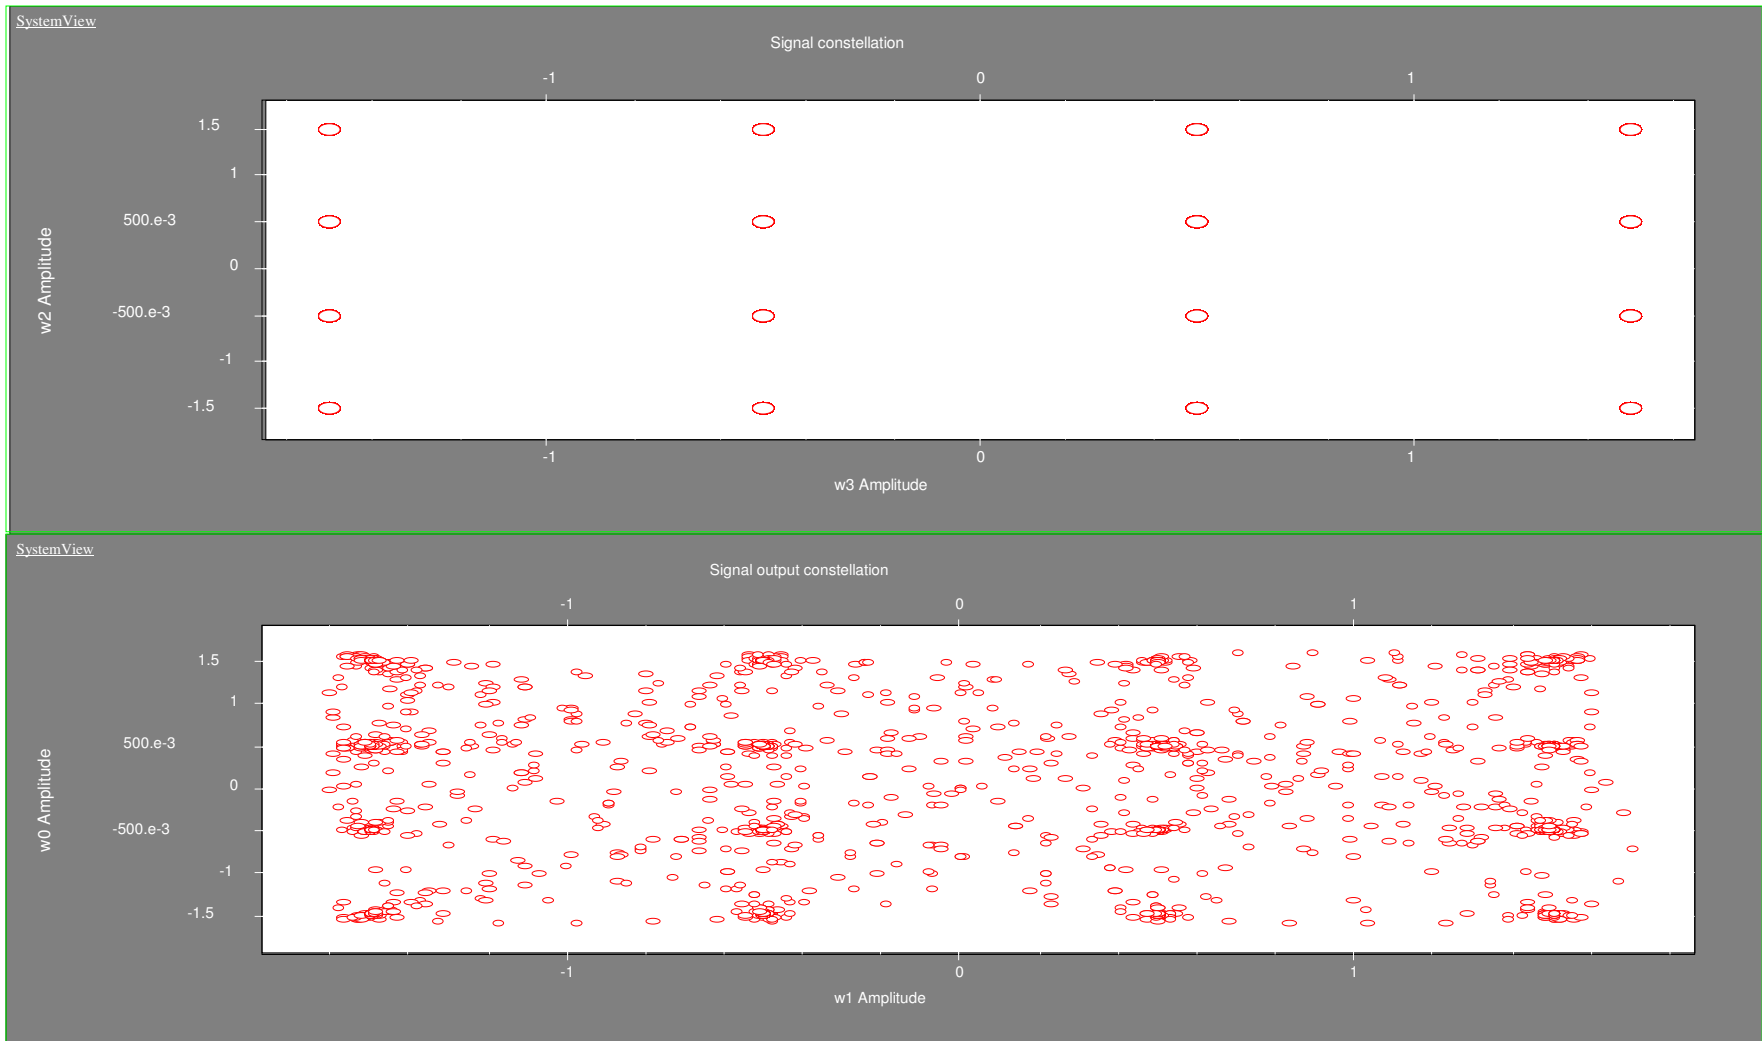 SystemView
Signal constellation
-1 0 1
1.5
1
500.e-3
0
-500.e-3
-1
-1.5
w2 Amplitude
-1 0 1
w3 Amplitude
SystemView
Signal output constellation
-1 0 1
1.5
1
500.e-3
0
-500.e-3
-1
-1.5
w0 Amplitude
-1 0 1
w1 Amplitude